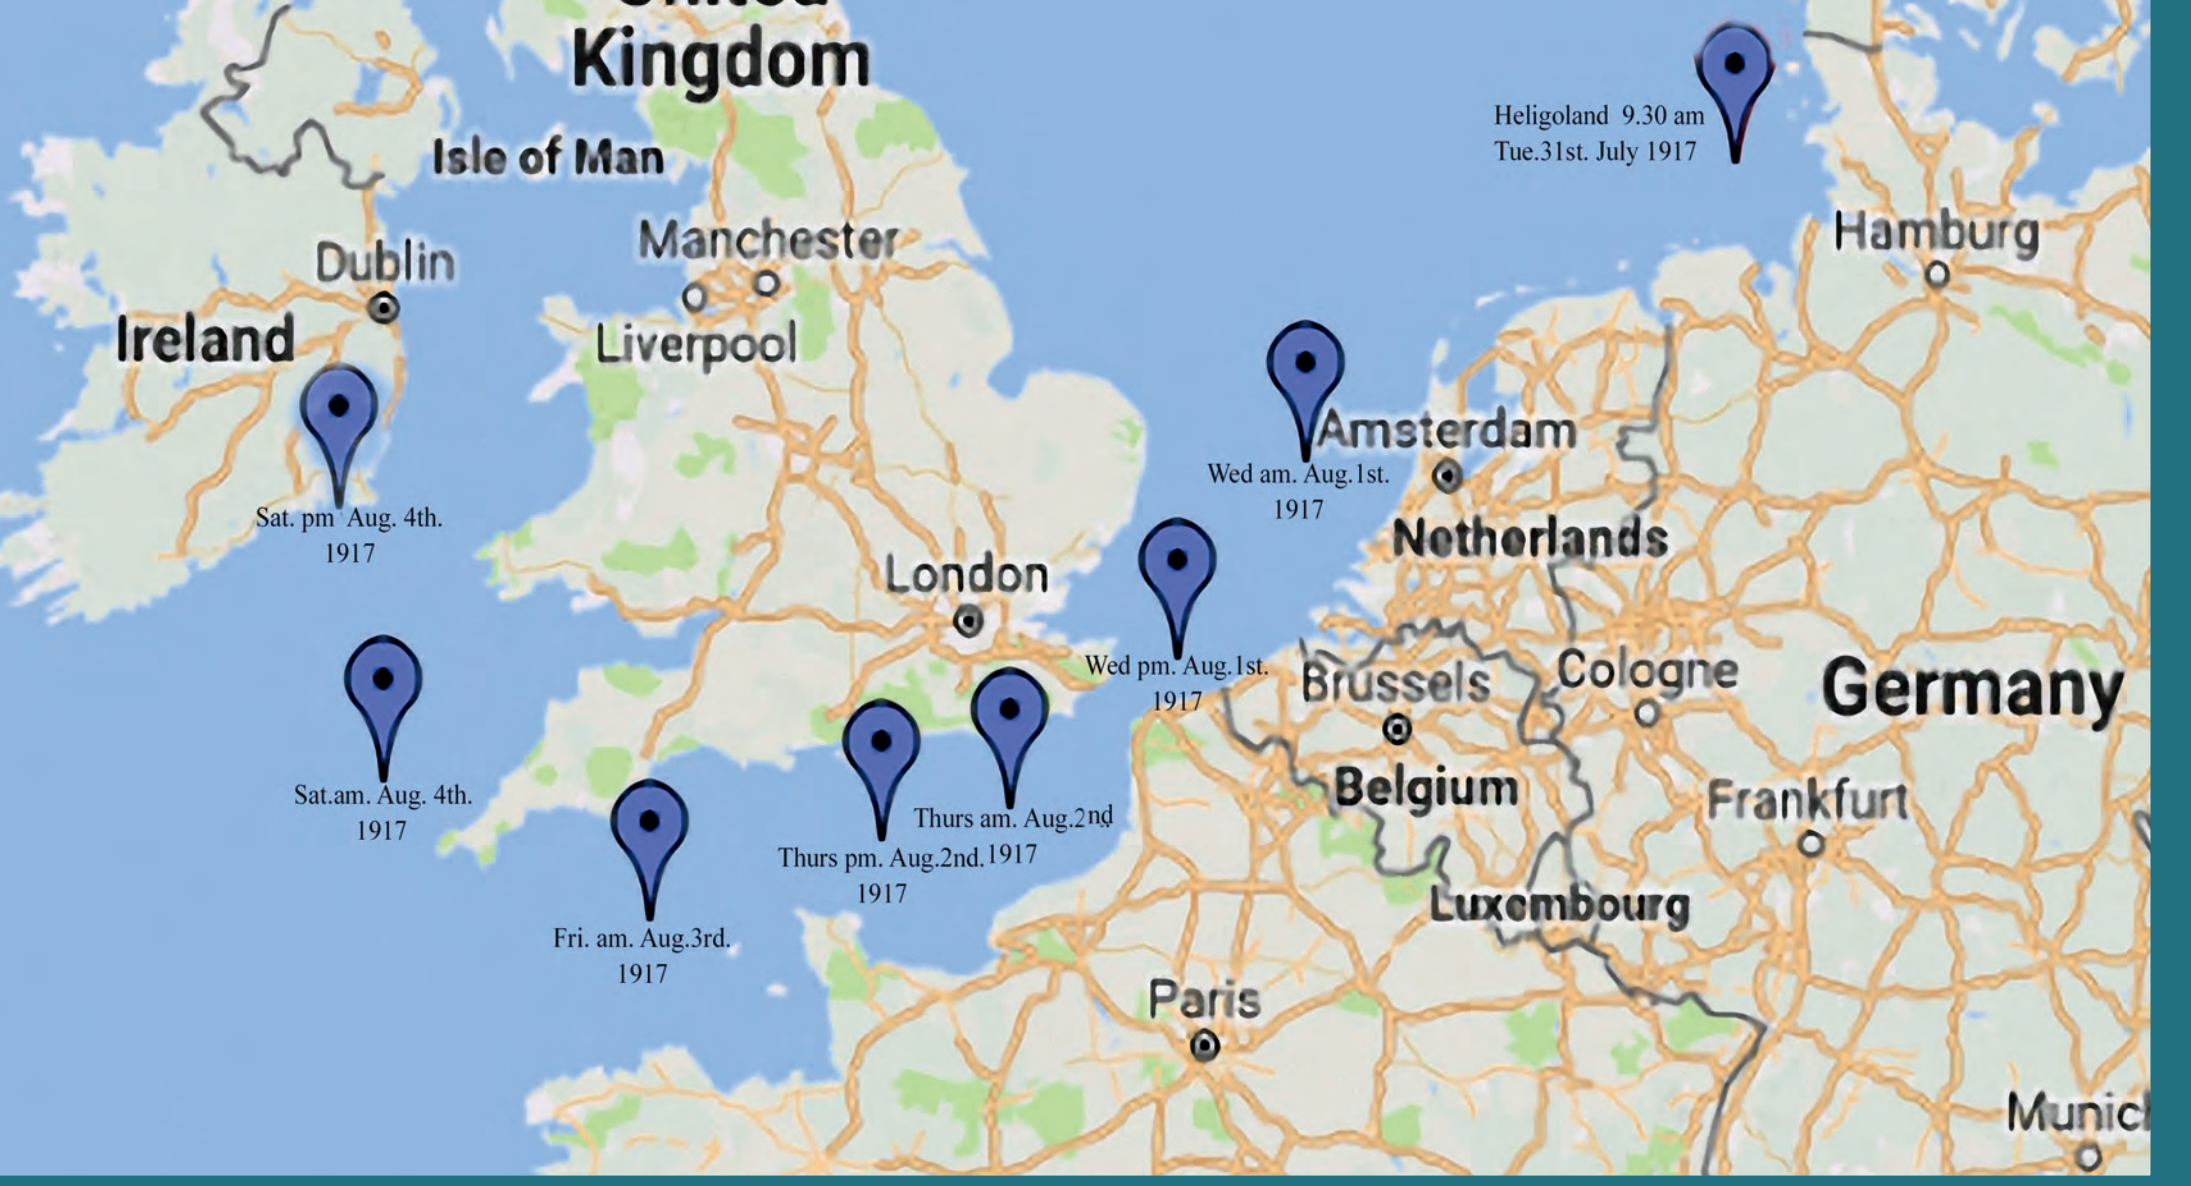 United
Kingdom
Heligoland 9.30 am
Tue.31st. July 1917
Isle of Man
Hamburg
Manchester
Dublin
Ireland
Liverpool
Amsterdam
Wed am. Aug.1st.
1917
Sat. pm Aug. 4th.
1917
Netherlands
London
Wed pm. Aug.1st.
1917
Brussels
Cologne
Germany
Sat.am. Aug. 4th.
1917
Belgium
Frankfurt
Thurs am. Aug.2nd
1917
Thurs pm. Aug.2nd.
1917
Luxembourg
Fri. am. Aug.3rd.
1917
Paris
Munich